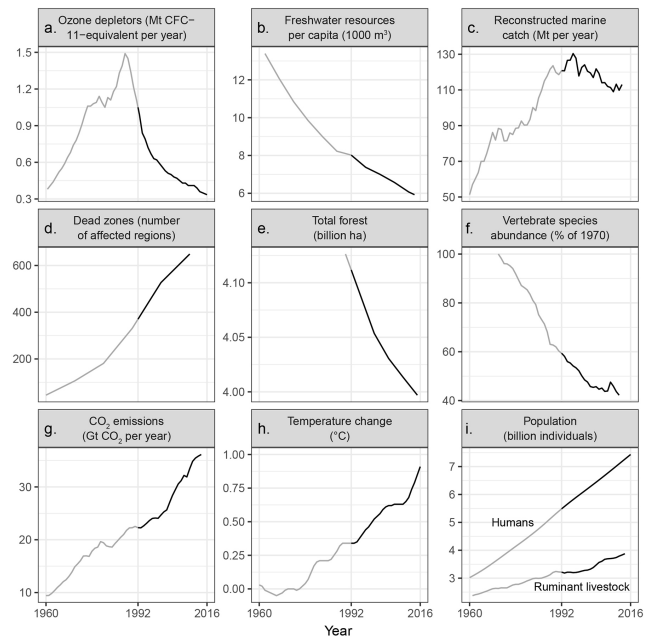 a. Ozone depletors (Mt CFC−
11−equivalent per year)
1.5
1.2
0.9
0.6
0.3
b. Freshwater resources
per capita (1000 m³)
12
10
8
6
c. Reconstructed marine
catch (Mt per year)
130
110
90
70
50
d. Dead zones (number
of affected regions)
600
400
200
e. Total forest
(billion ha)
4.10
4.05
4.00
f. Vertebrate species
abundance (% of 1970)
100
80
60
40
g. CO₂ emissions
(Gt CO₂ per year)
30
20
10
1960 1992 2016
h. Temperature change
(°C)
1.00
0.75
0.50
0.25
0.00
1960 1992 2016
i. Population
(billion individuals)
7
6
5
4
3
Humans
Ruminant livestock
1960 1992 2016
Year